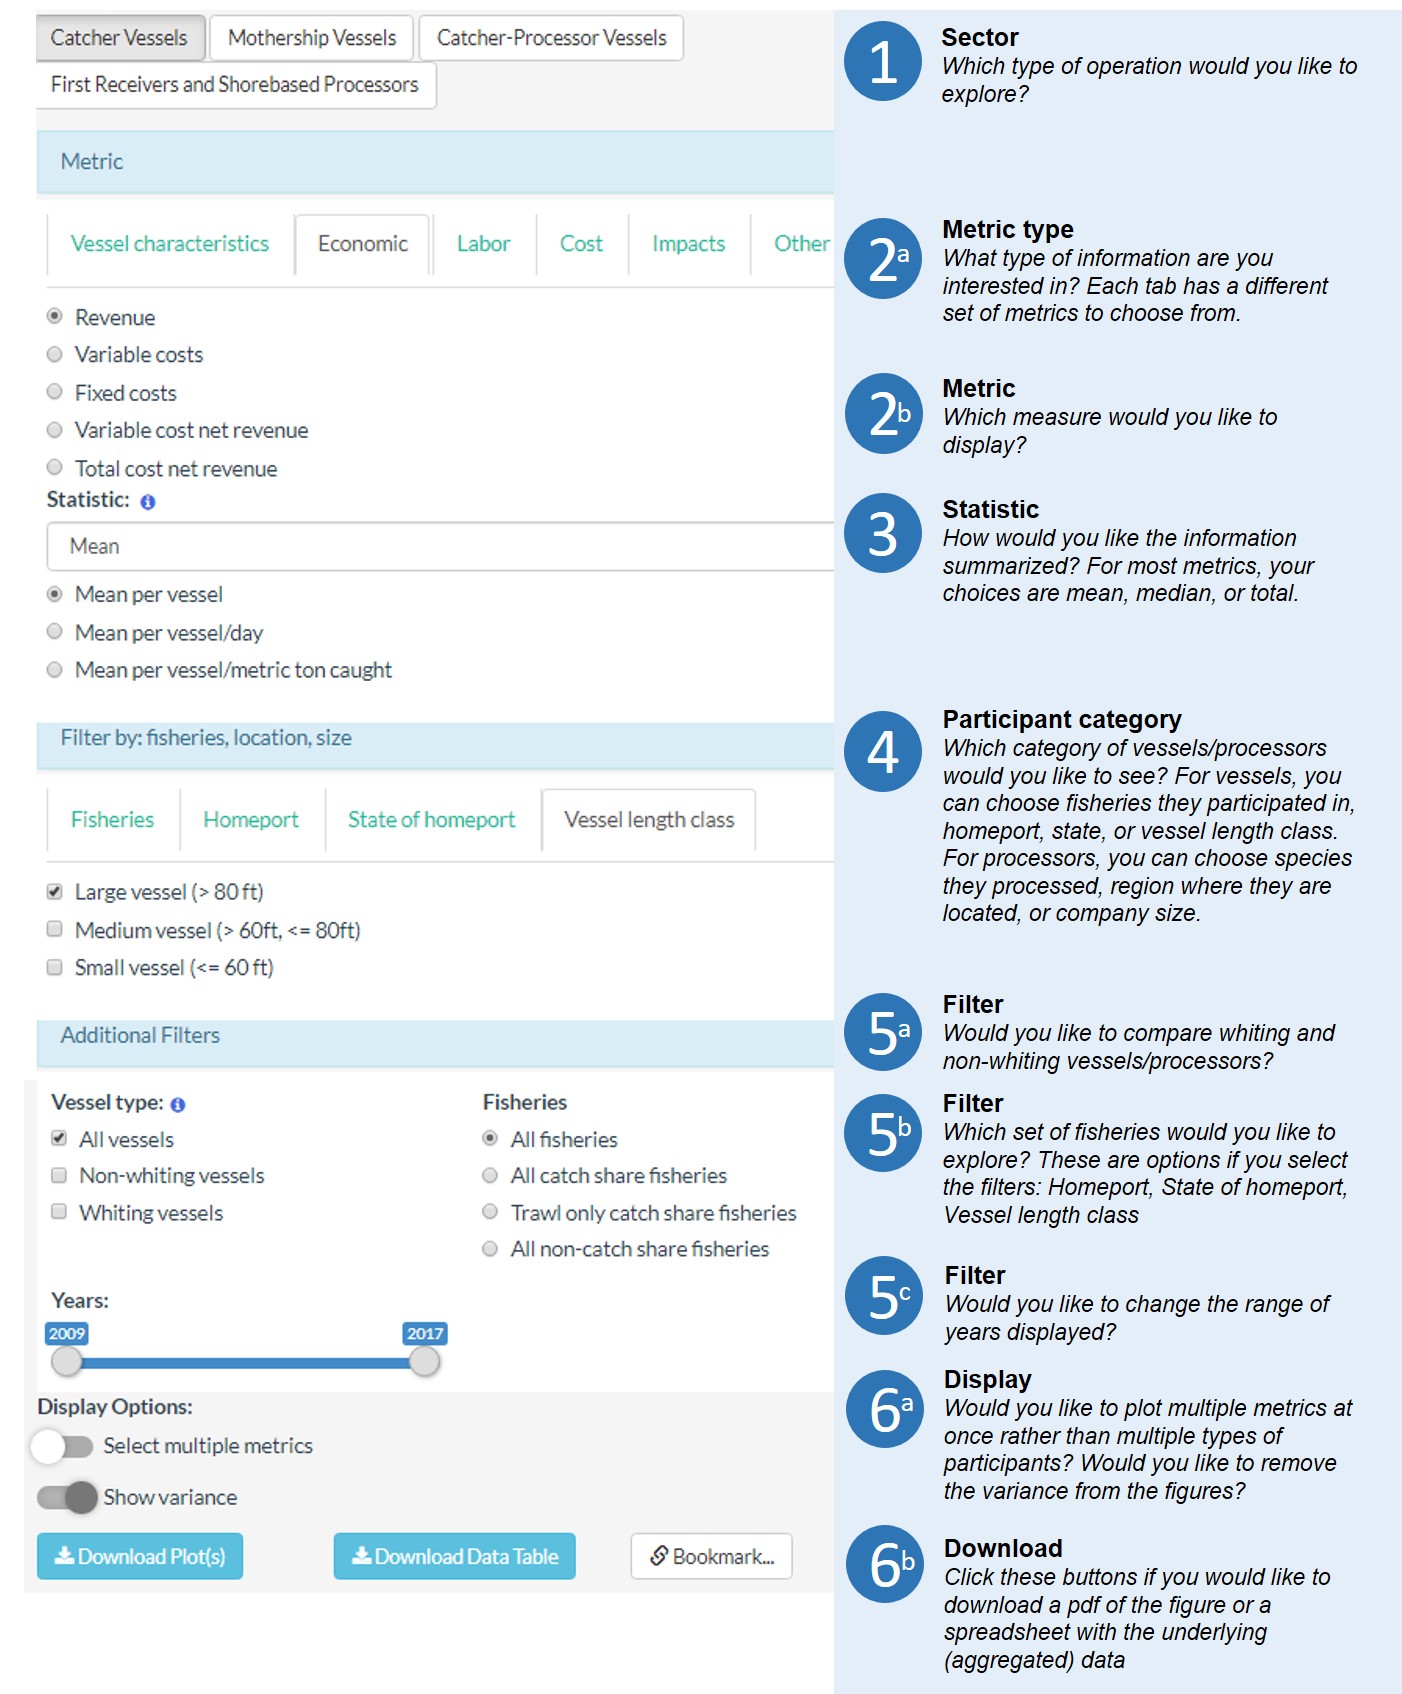 Catcher Vessels
Mothership Vessels
Catcher-Processor Vessels
First Receivers and Shorebased Processors
1
Sector
Which type of operation would you like to
explore?
Metric
Vessel characteristics
Economic
Labor
Cost
Impacts
Other
2a
Metric type
What type of information are you
interested in? Each tab has a different
set of metrics to choose from.
Revenue
Variable costs
Fixed costs
Variable cost net revenue
Total cost net revenue
2b
Metric
Which measure would you like to
display?
Statistic:
Mean
Mean per vessel
Mean per vessel/day
Mean per vessel/metric ton caught
3
Statistic
How would you like the information
summarized? For most metrics, your
choices are mean, median, or total.
Filter by: fisheries, location, size
Fisheries
Homeport
State of homeport
Vessel length class
Large vessel (> 80 ft)
Medium vessel (> 60ft, <= 80ft)
Small vessel (<= 60 ft)
4
Participant category
Which category of vessels/processors
would you like to see? For vessels, you
can choose fisheries they participated in,
homeport, state, or vessel length class.
For processors, you can choose species
they processed, region where they are
located, or company size.
Additional Filters
5a
Filter
Would you like to compare whiting and
non-whiting vessels/processors?
Vessel type:
All vessels
Non-whiting vessels
Whiting vessels
Fisheries
All fisheries
All catch share fisheries
Trawl only catch share fisheries
All non-catch share fisheries
5b
Filter
Which set of fisheries would you like to
explore? These are options if you select
the filters: Homeport, State of homeport,
Vessel length class
Years:
2009
2017
5c
Filter
Would you like to change the range of
years displayed?
Display Options:
Select multiple metrics
Show variance
6a
Display
Would you like to plot multiple metrics at
once rather than multiple types of
participants? Would you like to remove
the variance from the figures?
Download Plot(s)
Download Data Table
Bookmark...
6b
Download
Click these buttons if you would like to
download a pdf of the figure or a
spreadsheet with the underlying
(aggregated) data